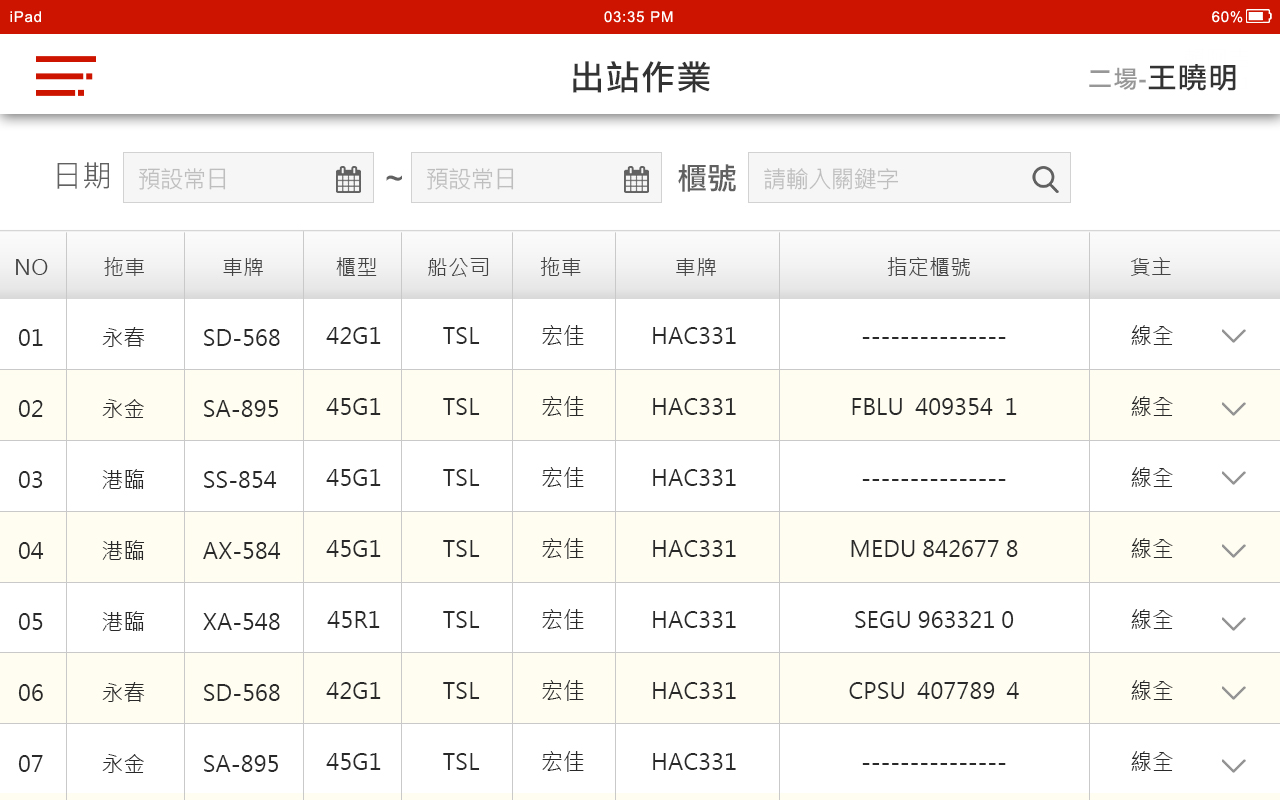 iPad 03:35 PM 60%
出站作業 二場-王曉明
日期 預設常日 ~ 預設常日 櫃號 請輸入關鍵字
NO 拖車 車牌 櫃型 船公司 拖車 車牌 指定櫃號 貨主
01 永春 SD-568 42G1 TSL 宏佳 HAC331 --------------- 線全
02 永金 SA-895 45G1 TSL 宏佳 HAC331 FBLU 409354 1 線全
03 港臨 SS-854 45G1 TSL 宏佳 HAC331 --------------- 線全
04 港臨 AX-584 45G1 TSL 宏佳 HAC331 MEDU 842677 8 線全
05 港臨 XA-548 45R1 TSL 宏佳 HAC331 SEGU 963321 0 線全
06 永春 SD-568 42G1 TSL 宏佳 HAC331 CPSU 407789 4 線全
07 永金 SA-895 45G1 TSL 宏佳 HAC331 --------------- 線全